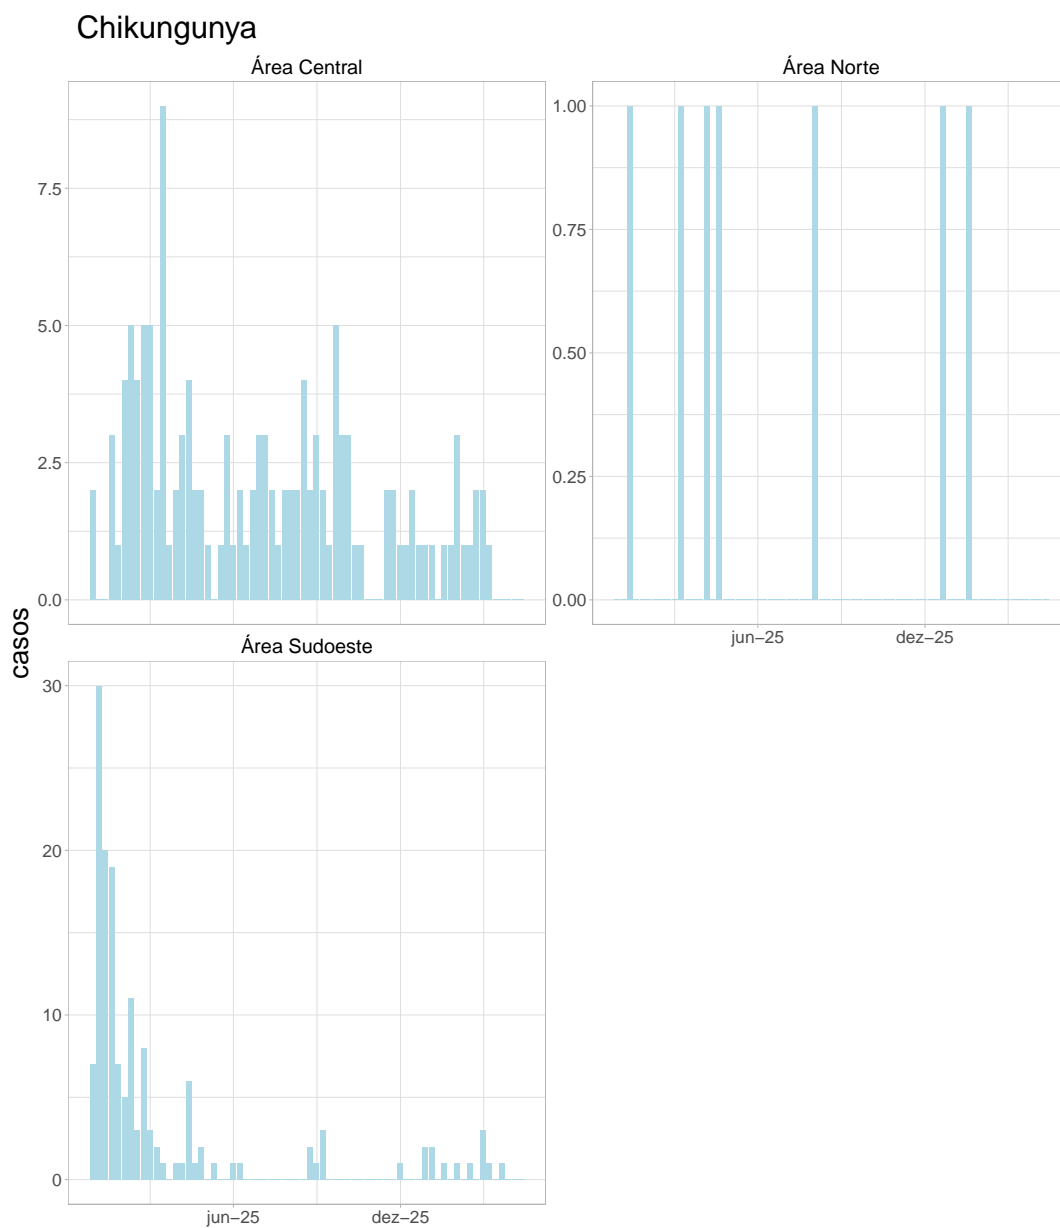 Chikungunya
Área Central
Área Norte
7.5
5.0
2.5
0.0
1.00
0.75
0.50
0.25
0.00
jun−25
dez−25
casos
Área Sudoeste
30
20
10
0
jun−25
dez−25